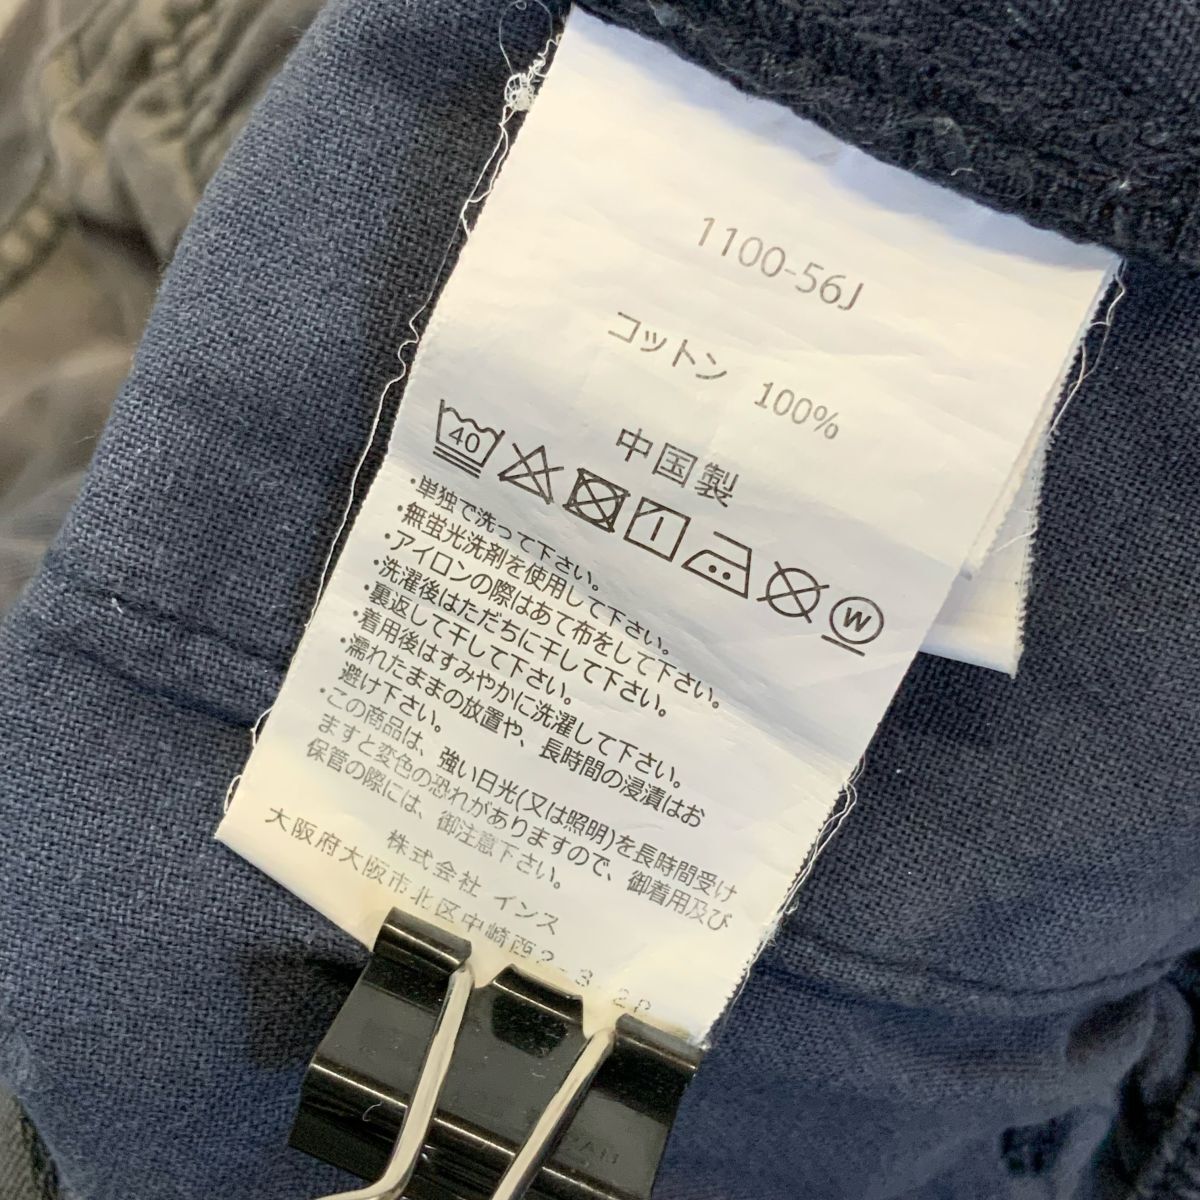 1100-56J
コットン 100%
中国製
40
W
・単独で洗って下さい。
・無蛍光洗剤を使用して下さい。
・アイロンの際はあて布をして下さい。
・洗濯後はただちに干して下さい。
・裏返して干して下さい。
・着用後はすみやかに洗濯して下さい。
・濡れたままの放置や、長時間の浸漬はお
避け下さい。
・この商品は、強い日光(又は照明)を長時間受け
ますと変色の恐れがありますので、御着用及び
保管の際には、御注意下さい。
株式会社 インス
大阪府大阪市北区中崎西2-3-28